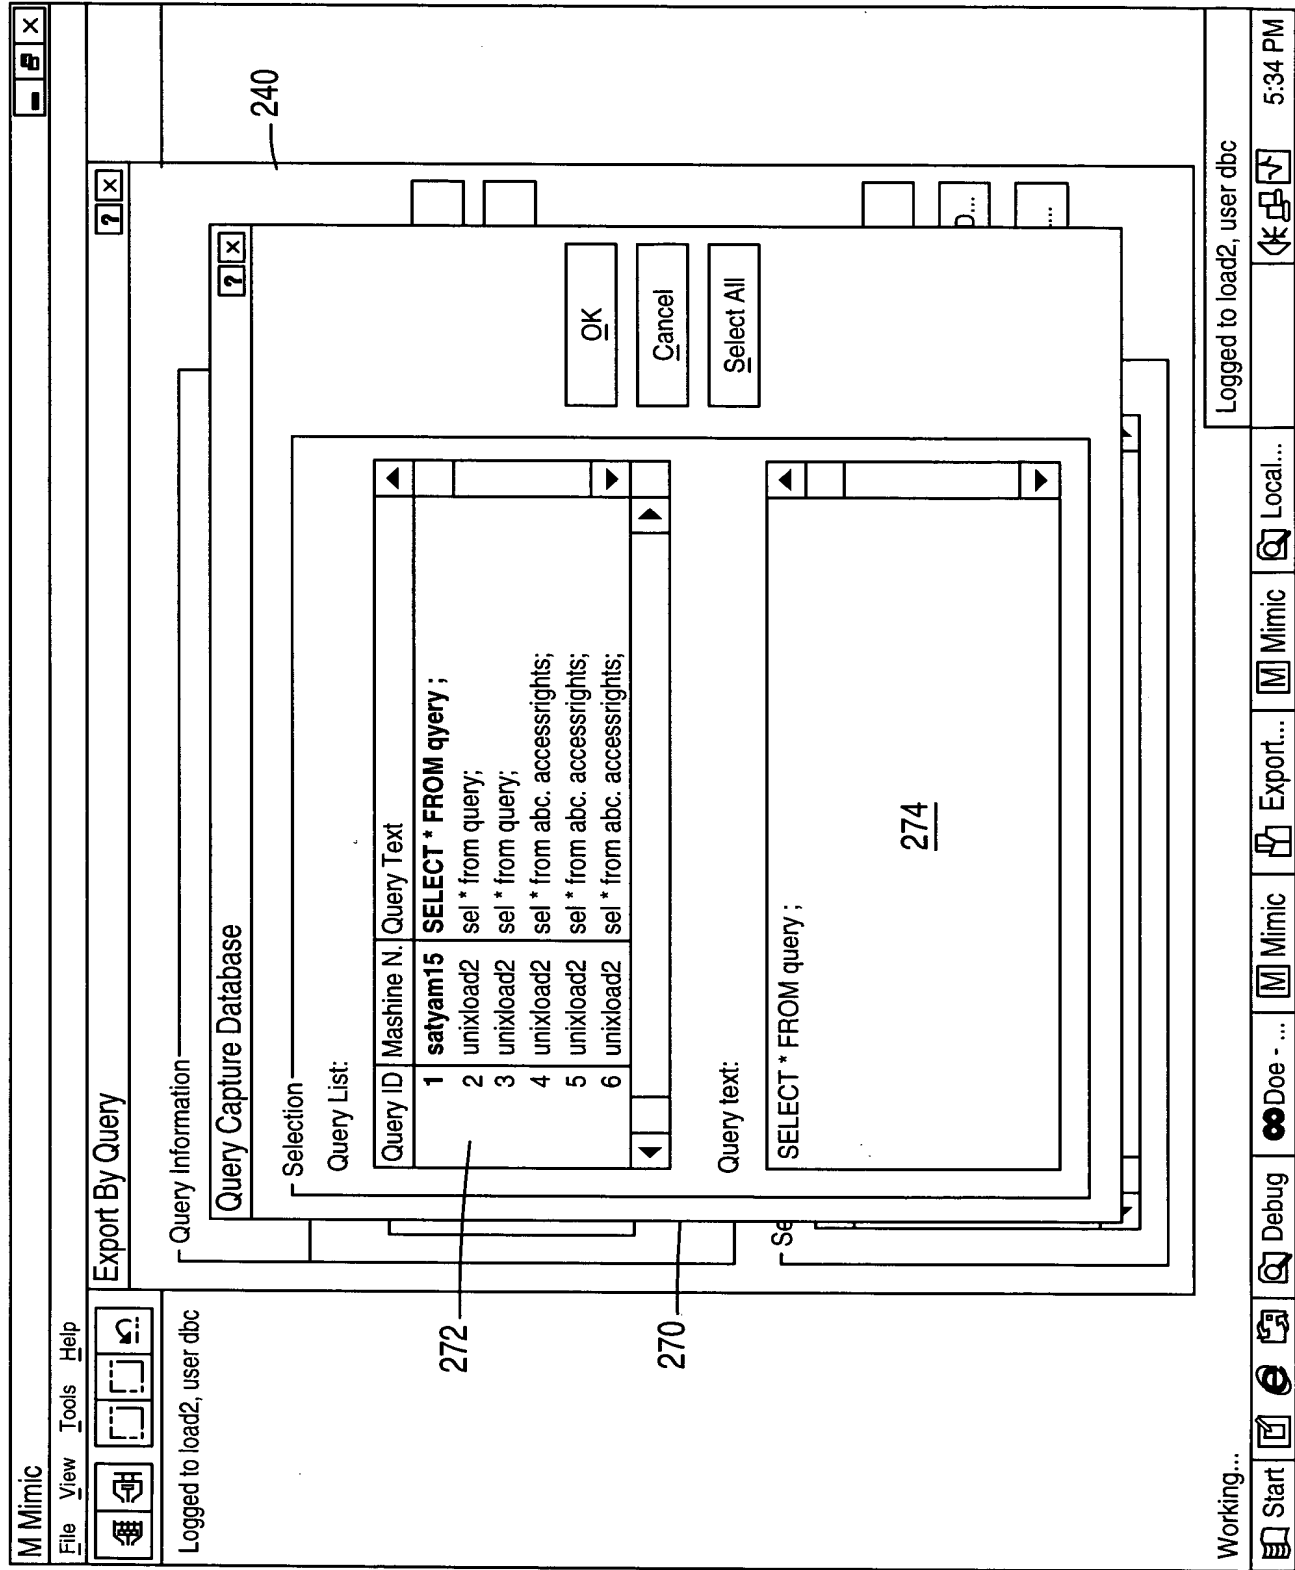 M Mimic
File View Tools Help
Logged to load2, user dbc
Export By Query
240
Query Information
Query Capture Database
Selection
Query List:
Query ID Mashine N. Query Text
1 satyam15 SELECT * FROM qyery ;
2 unixload2 sel * from query;
3 unixload2 sel * from query;
4 unixload2 sel * from abc. accessrights;
5 unixload2 sel * from abc. accessrights;
6 unixload2 sel * from abc. accessrights;
272
OK
Cancel
Select All
270
Query text:
SELECT * FROM query ;
274
Se
D...
...
Working...
Logged to load2, user dbc
Start Debug Doe - ... M Mimic Export... M Mimic Local... 5:34 PM